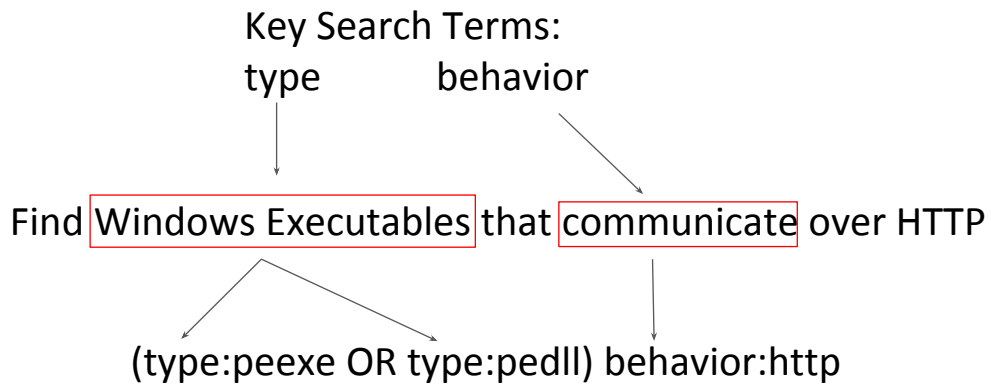 Key Search Terms:
type behavior
Find Windows Executables that communicate over HTTP
(type:peexe OR type:pedll) behavior:http